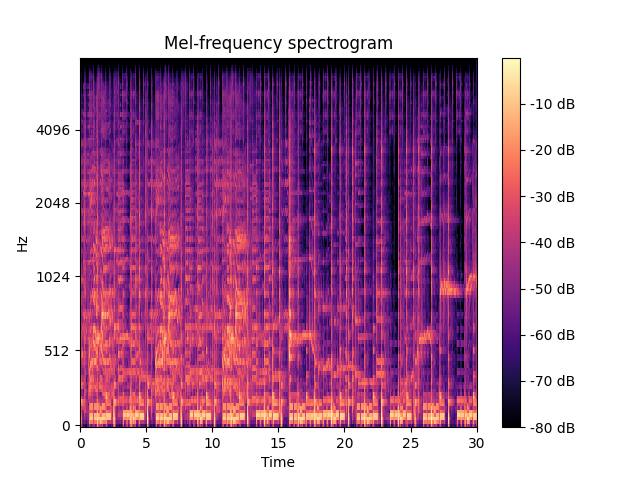 Mel-frequency spectrogram
Hz
4096
2048
1024
512
0
0 5 10 15 20 25 30
Time
-10 dB
-20 dB
-30 dB
-40 dB
-50 dB
-60 dB
-70 dB
-80 dB